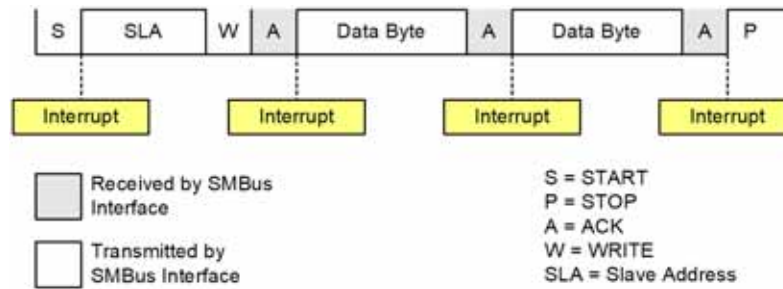 S SLA W A Data Byte A Data Byte A P
Interrupt Interrupt Interrupt Interrupt
Received by SMBus
Interface
Transmitted by
SMBus Interface
S = START
P = STOP
A = ACK
W = WRITE
SLA = Slave Address